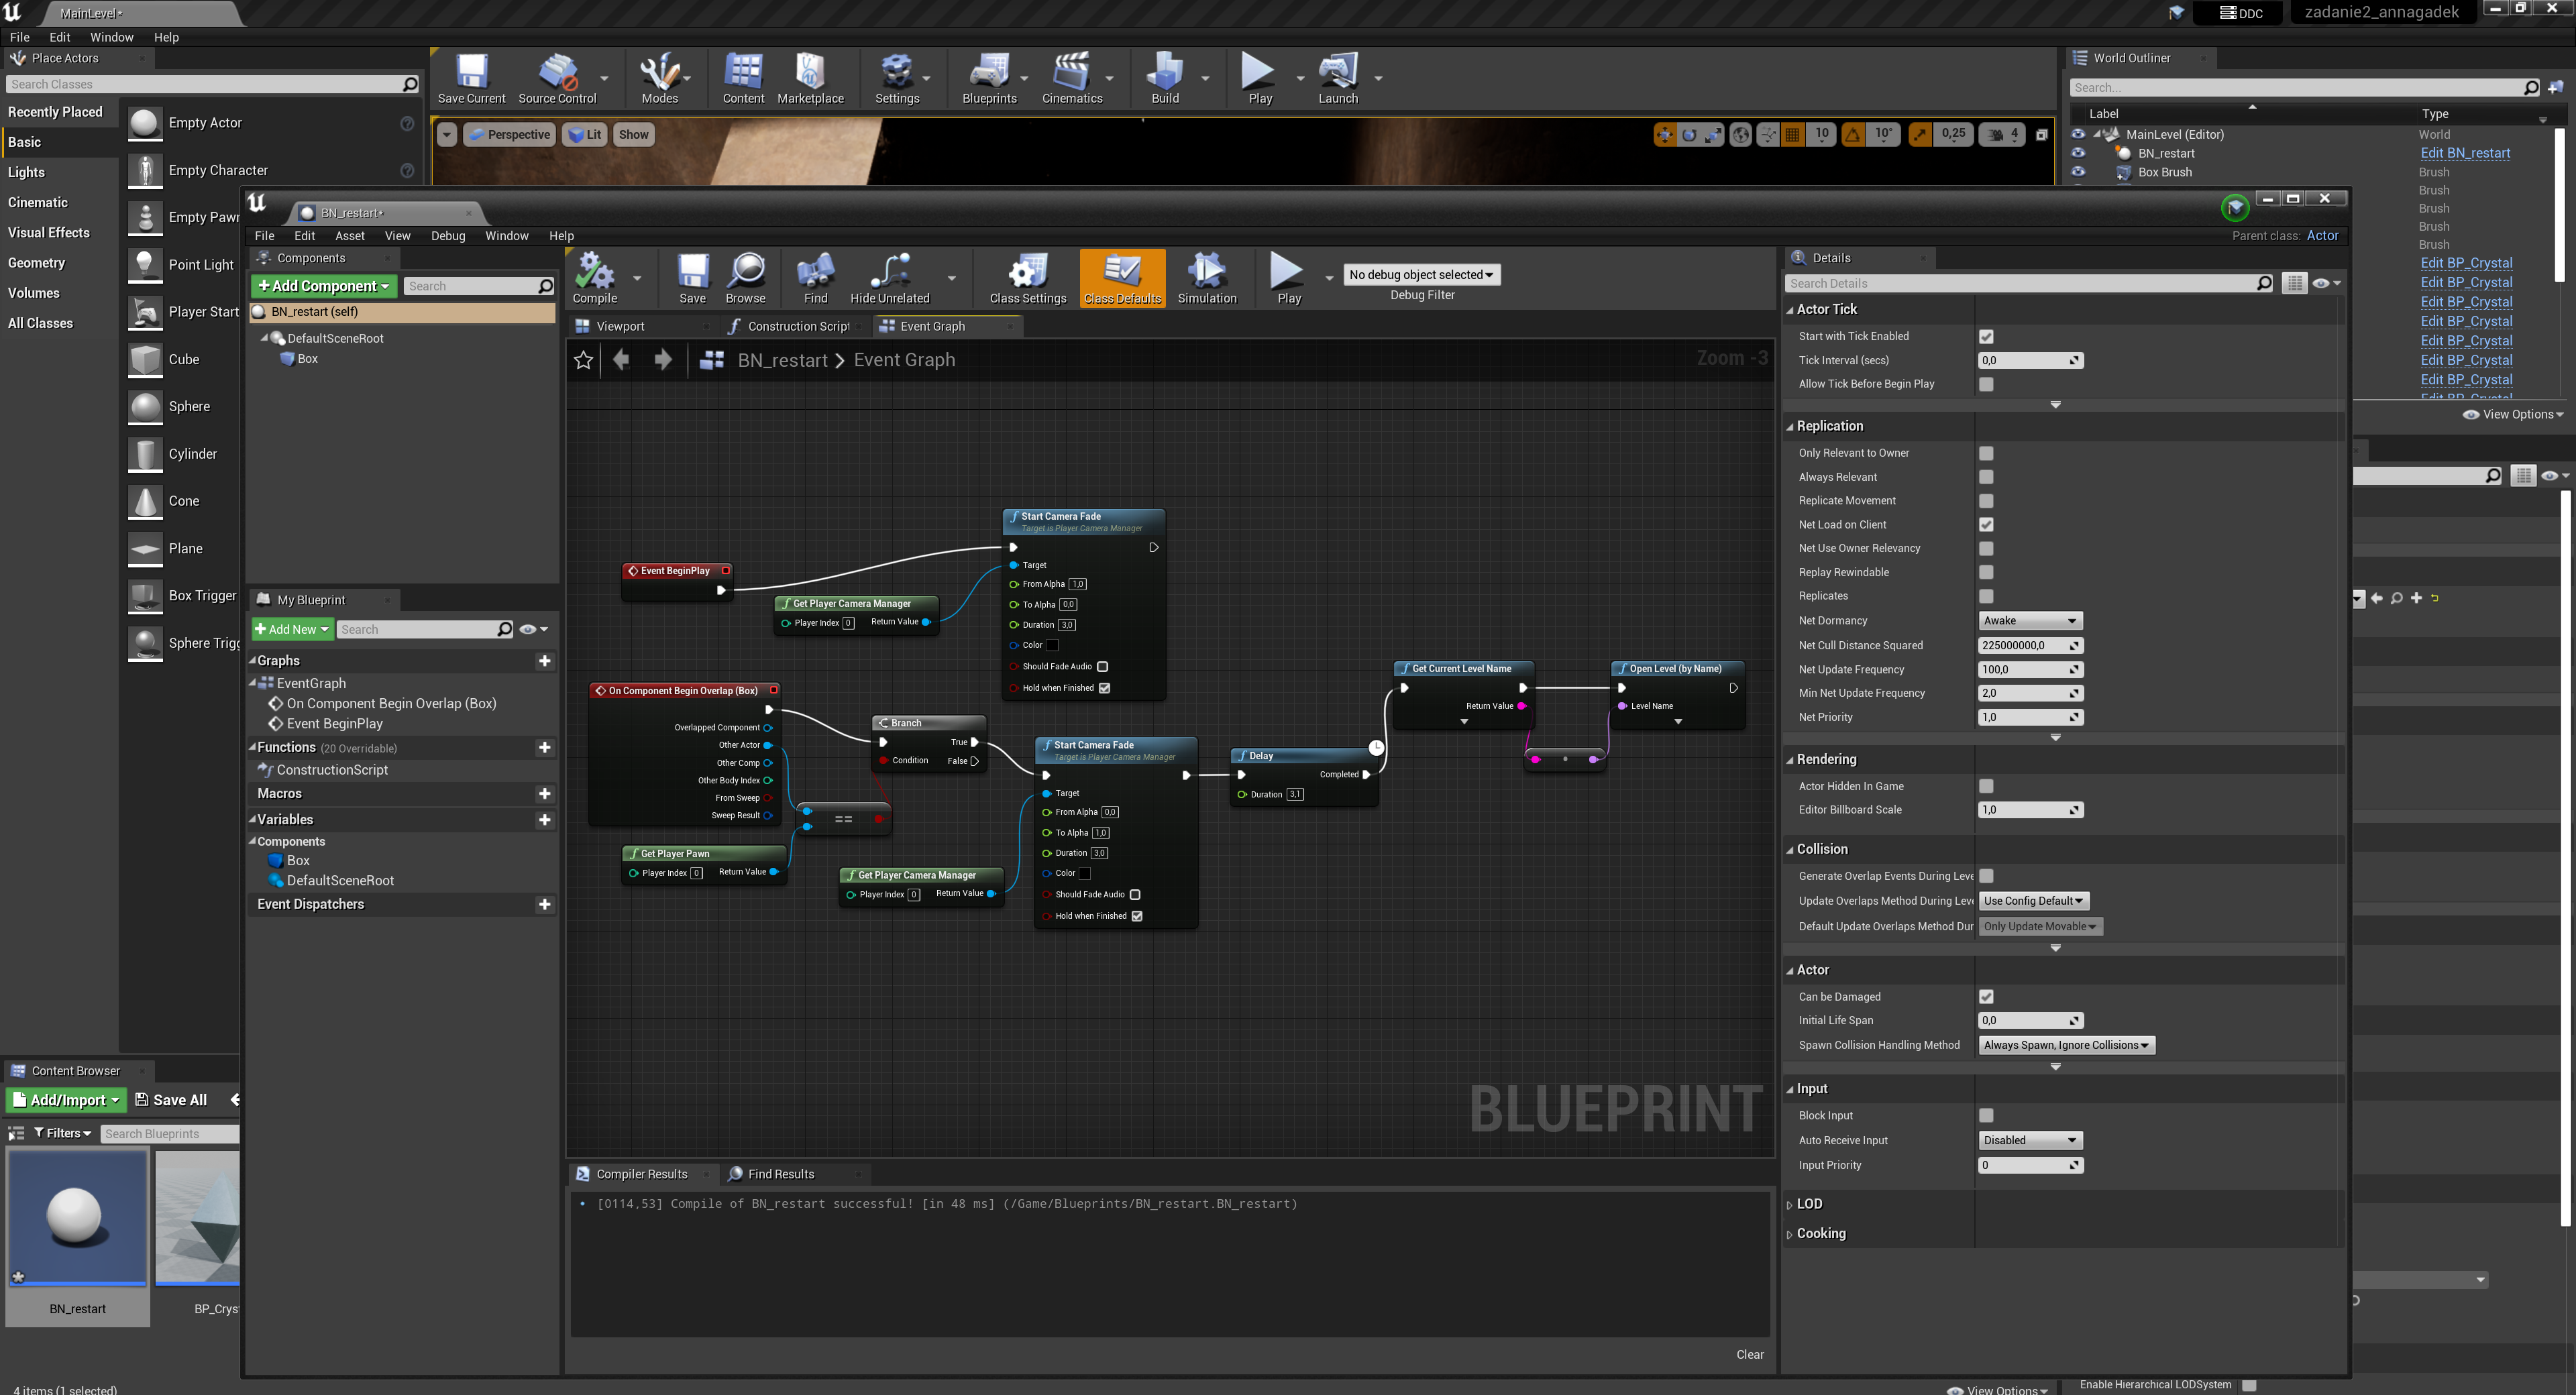 MainLevel*
DDC
zadanie2_annagadek
File Edit Window Help
Place Actors
Search Classes
Recently Placed
Basic
Lights
Cinematic
Visual Effects
Geometry
Volumes
All Classes
Empty Actor
Empty Character
Empty Pawn
Point Light
Player Start
Cube
Sphere
Cylinder
Cone
Plane
Box Trigger
Sphere Trigg
Save Current
Source Control
Modes
Content
Marketplace
Settings
Blueprints
Cinematics
Build
Play
Launch
Perspective
Lit
Show
10
10°
0,25
4
World Outliner
Search...
Label
Type
MainLevel (Editor) World
BN_restart Edit BN_restart
Box Brush Brush
Brush
Brush
Brush
Brush
Edit BP_Crystal
Edit BP_Crystal
Edit BP_Crystal
Edit BP_Crystal
Edit BP_Crystal
Edit BP_Crystal
Edit BP_Crystal
Edit BP_Crystal
View Options
BN_restart*
File Edit Asset View Debug Window Help
Parent class: Actor
Components
+Add Component
Search
BN_restart (self)
DefaultSceneRoot
Box
My Blueprint
+Add New
Search
Graphs
EventGraph
On Component Begin Overlap (Box)
Event BeginPlay
Functions (20 Overridable)
ConstructionScript
Macros
Variables
Components
Box
DefaultSceneRoot
Event Dispatchers
Compile
Save
Browse
Find
Hide Unrelated
Class Settings
Class Defaults
Simulation
Play
No debug object selected
Debug Filter
Viewport
Construction Script
Event Graph
BN_restart > Event Graph
Zoom -3
Start Camera Fade
Target is Player Camera Manager
Target
From Alpha 1,0
To Alpha 0,0
Duration 3,0
Color
Should Fade Audio
Hold when Finished
Event BeginPlay
Get Player Camera Manager
Player Index 0 Return Value
On Component Begin Overlap (Box)
Overlapped Component
Other Actor
Other Comp
Other Body Index
From Sweep
Sweep Result
Branch
True
Condition False
==
Get Player Pawn
Player Index 0 Return Value
Get Player Camera Manager
Player Index 0 Return Value
Start Camera Fade
Target is Player Camera Manager
Target
From Alpha 0,0
To Alpha 1,0
Duration 3,0
Color
Should Fade Audio
Hold when Finished
Delay
Completed
Duration 3,1
Get Current Level Name
Return Value
Open Level (by Name)
Level Name
BLUEPRINT
Compiler Results
Find Results
[0114,53] Compile of BN_restart successful! [in 48 ms] (/Game/Blueprints/BN_restart.BN_restart)
Clear
Details
Search Details
Actor Tick
Start with Tick Enabled
Tick Interval (secs) 0,0
Allow Tick Before Begin Play
Replication
Only Relevant to Owner
Always Relevant
Replicate Movement
Net Load on Client
Net Use Owner Relevancy
Replay Rewindable
Replicates
Net Dormancy Awake
Net Cull Distance Squared 225000000,0
Net Update Frequency 100,0
Min Net Update Frequency 2,0
Net Priority 1,0
Rendering
Actor Hidden In Game
Editor Billboard Scale 1,0
Collision
Generate Overlap Events During Leve
Update Overlaps Method During Leve Use Config Default
Default Update Overlaps Method Dur Only Update Movable
Actor
Can be Damaged
Initial Life Span 0,0
Spawn Collision Handling Method Always Spawn, Ignore Collisions
Input
Block Input
Auto Receive Input Disabled
Input Priority 0
LOD
Cooking
Content Browser
Add/Import
Save All
Filters
Search Blueprints
BN_restart
BP_Crys
4 items (1 selected)
View Options
Enable Hierarchical LODSystem